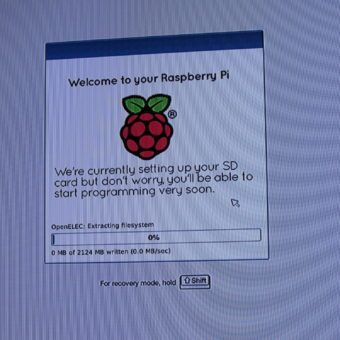 Welcome to your Raspberry Pi
®
We're currently setting up your SD
card but don't worry, you'll be able to
start programming very soon.
OpenELEC: Extracting filesystem
0%
0 MB of 2124 MB written (0.0 MB/sec)
For recovery mode, hold ⇧Shift